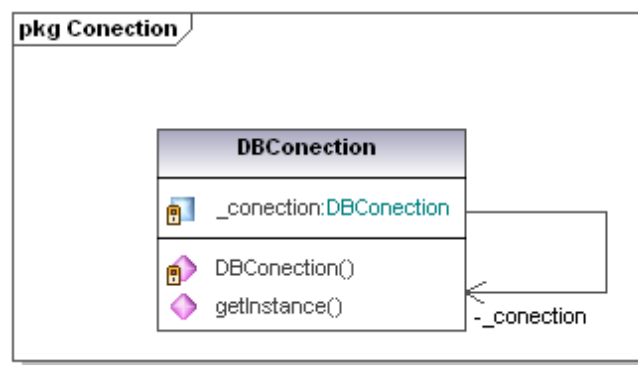 pkg Conection
DBConection
_conection:DBConection
DBConection()
getInstance()
-_conection